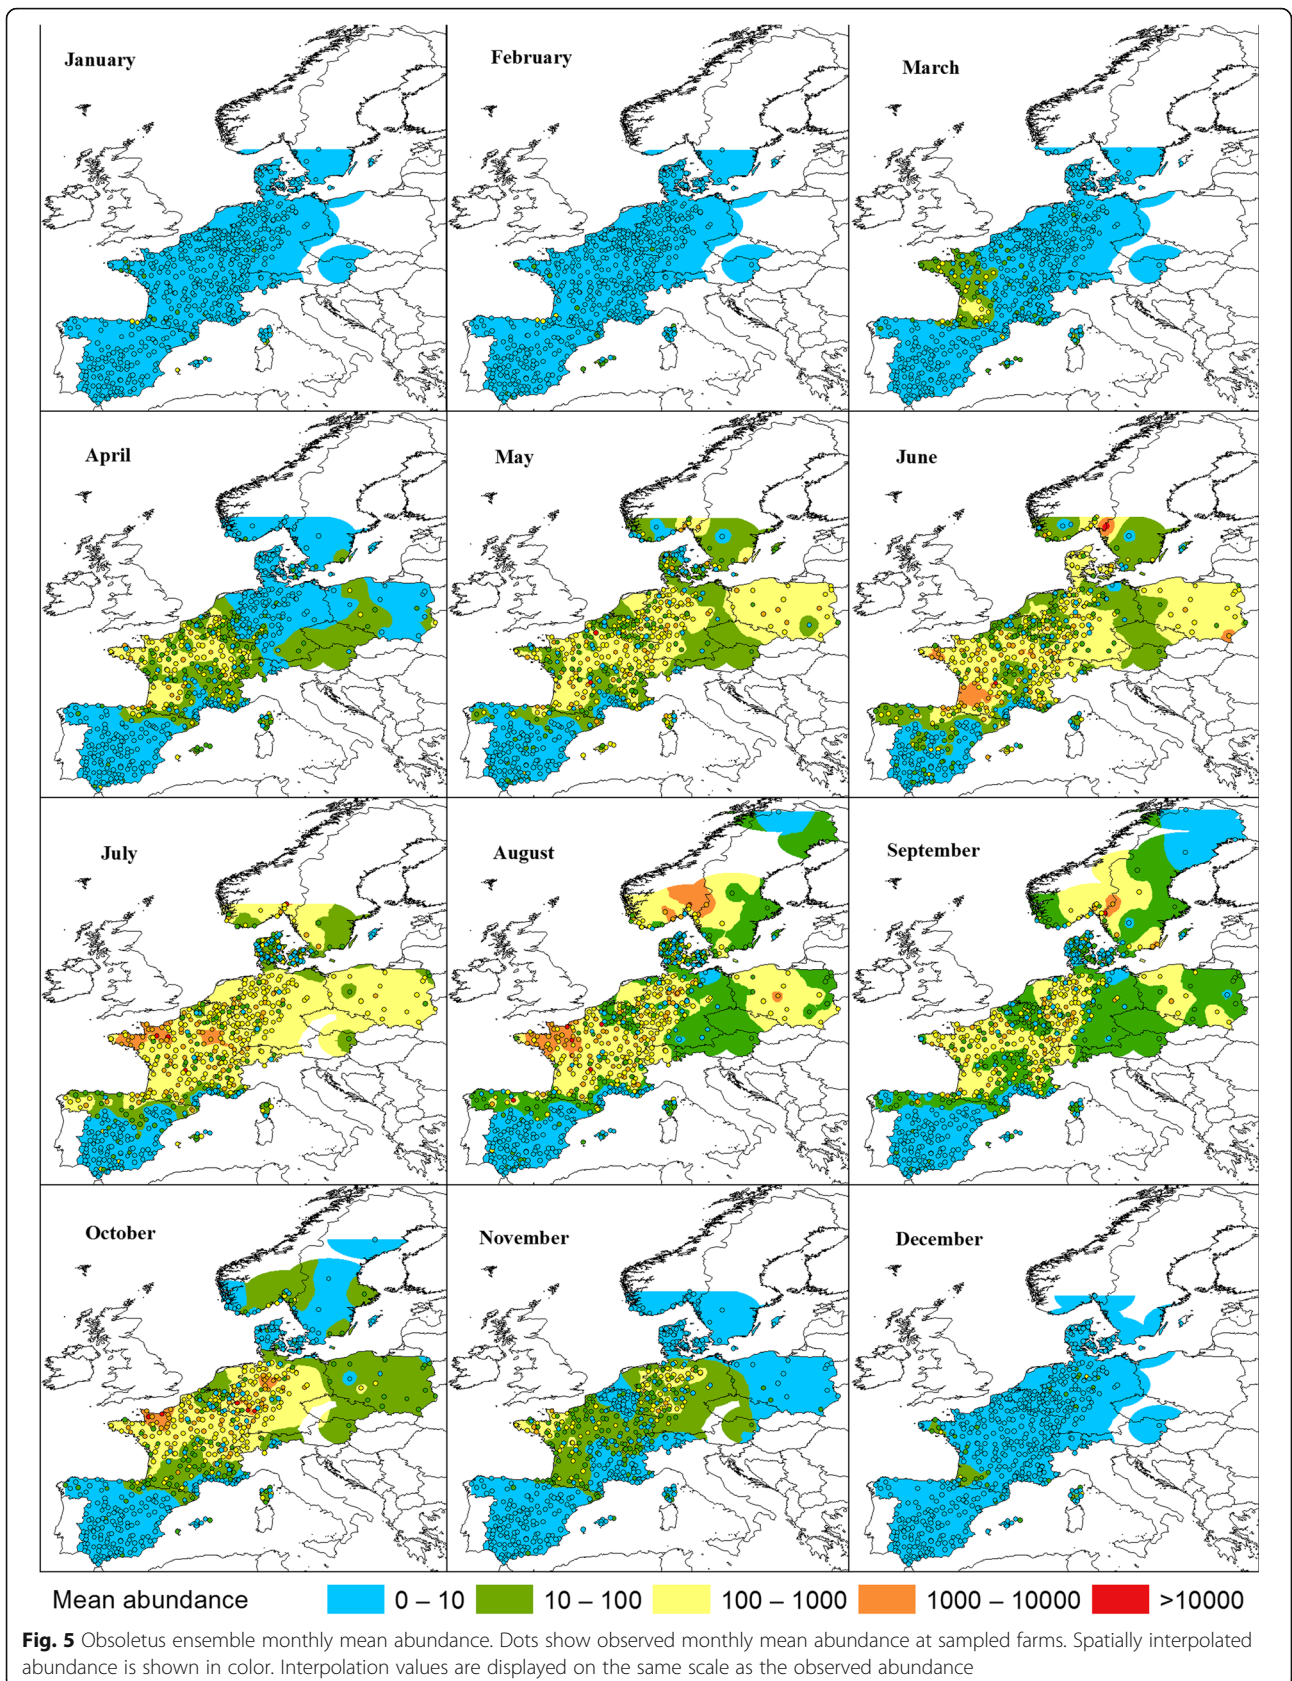 January
February
March
April
May
June
July
August
September
October
November
December
Mean abundance 0 – 10 10 – 100 100 – 1000 1000 – 10000 >10000
Fig. 5 Obsoletus ensemble monthly mean abundance. Dots show observed monthly mean abundance at sampled farms. Spatially interpolated
abundance is shown in color. Interpolation values are displayed on the same scale as the observed abundance